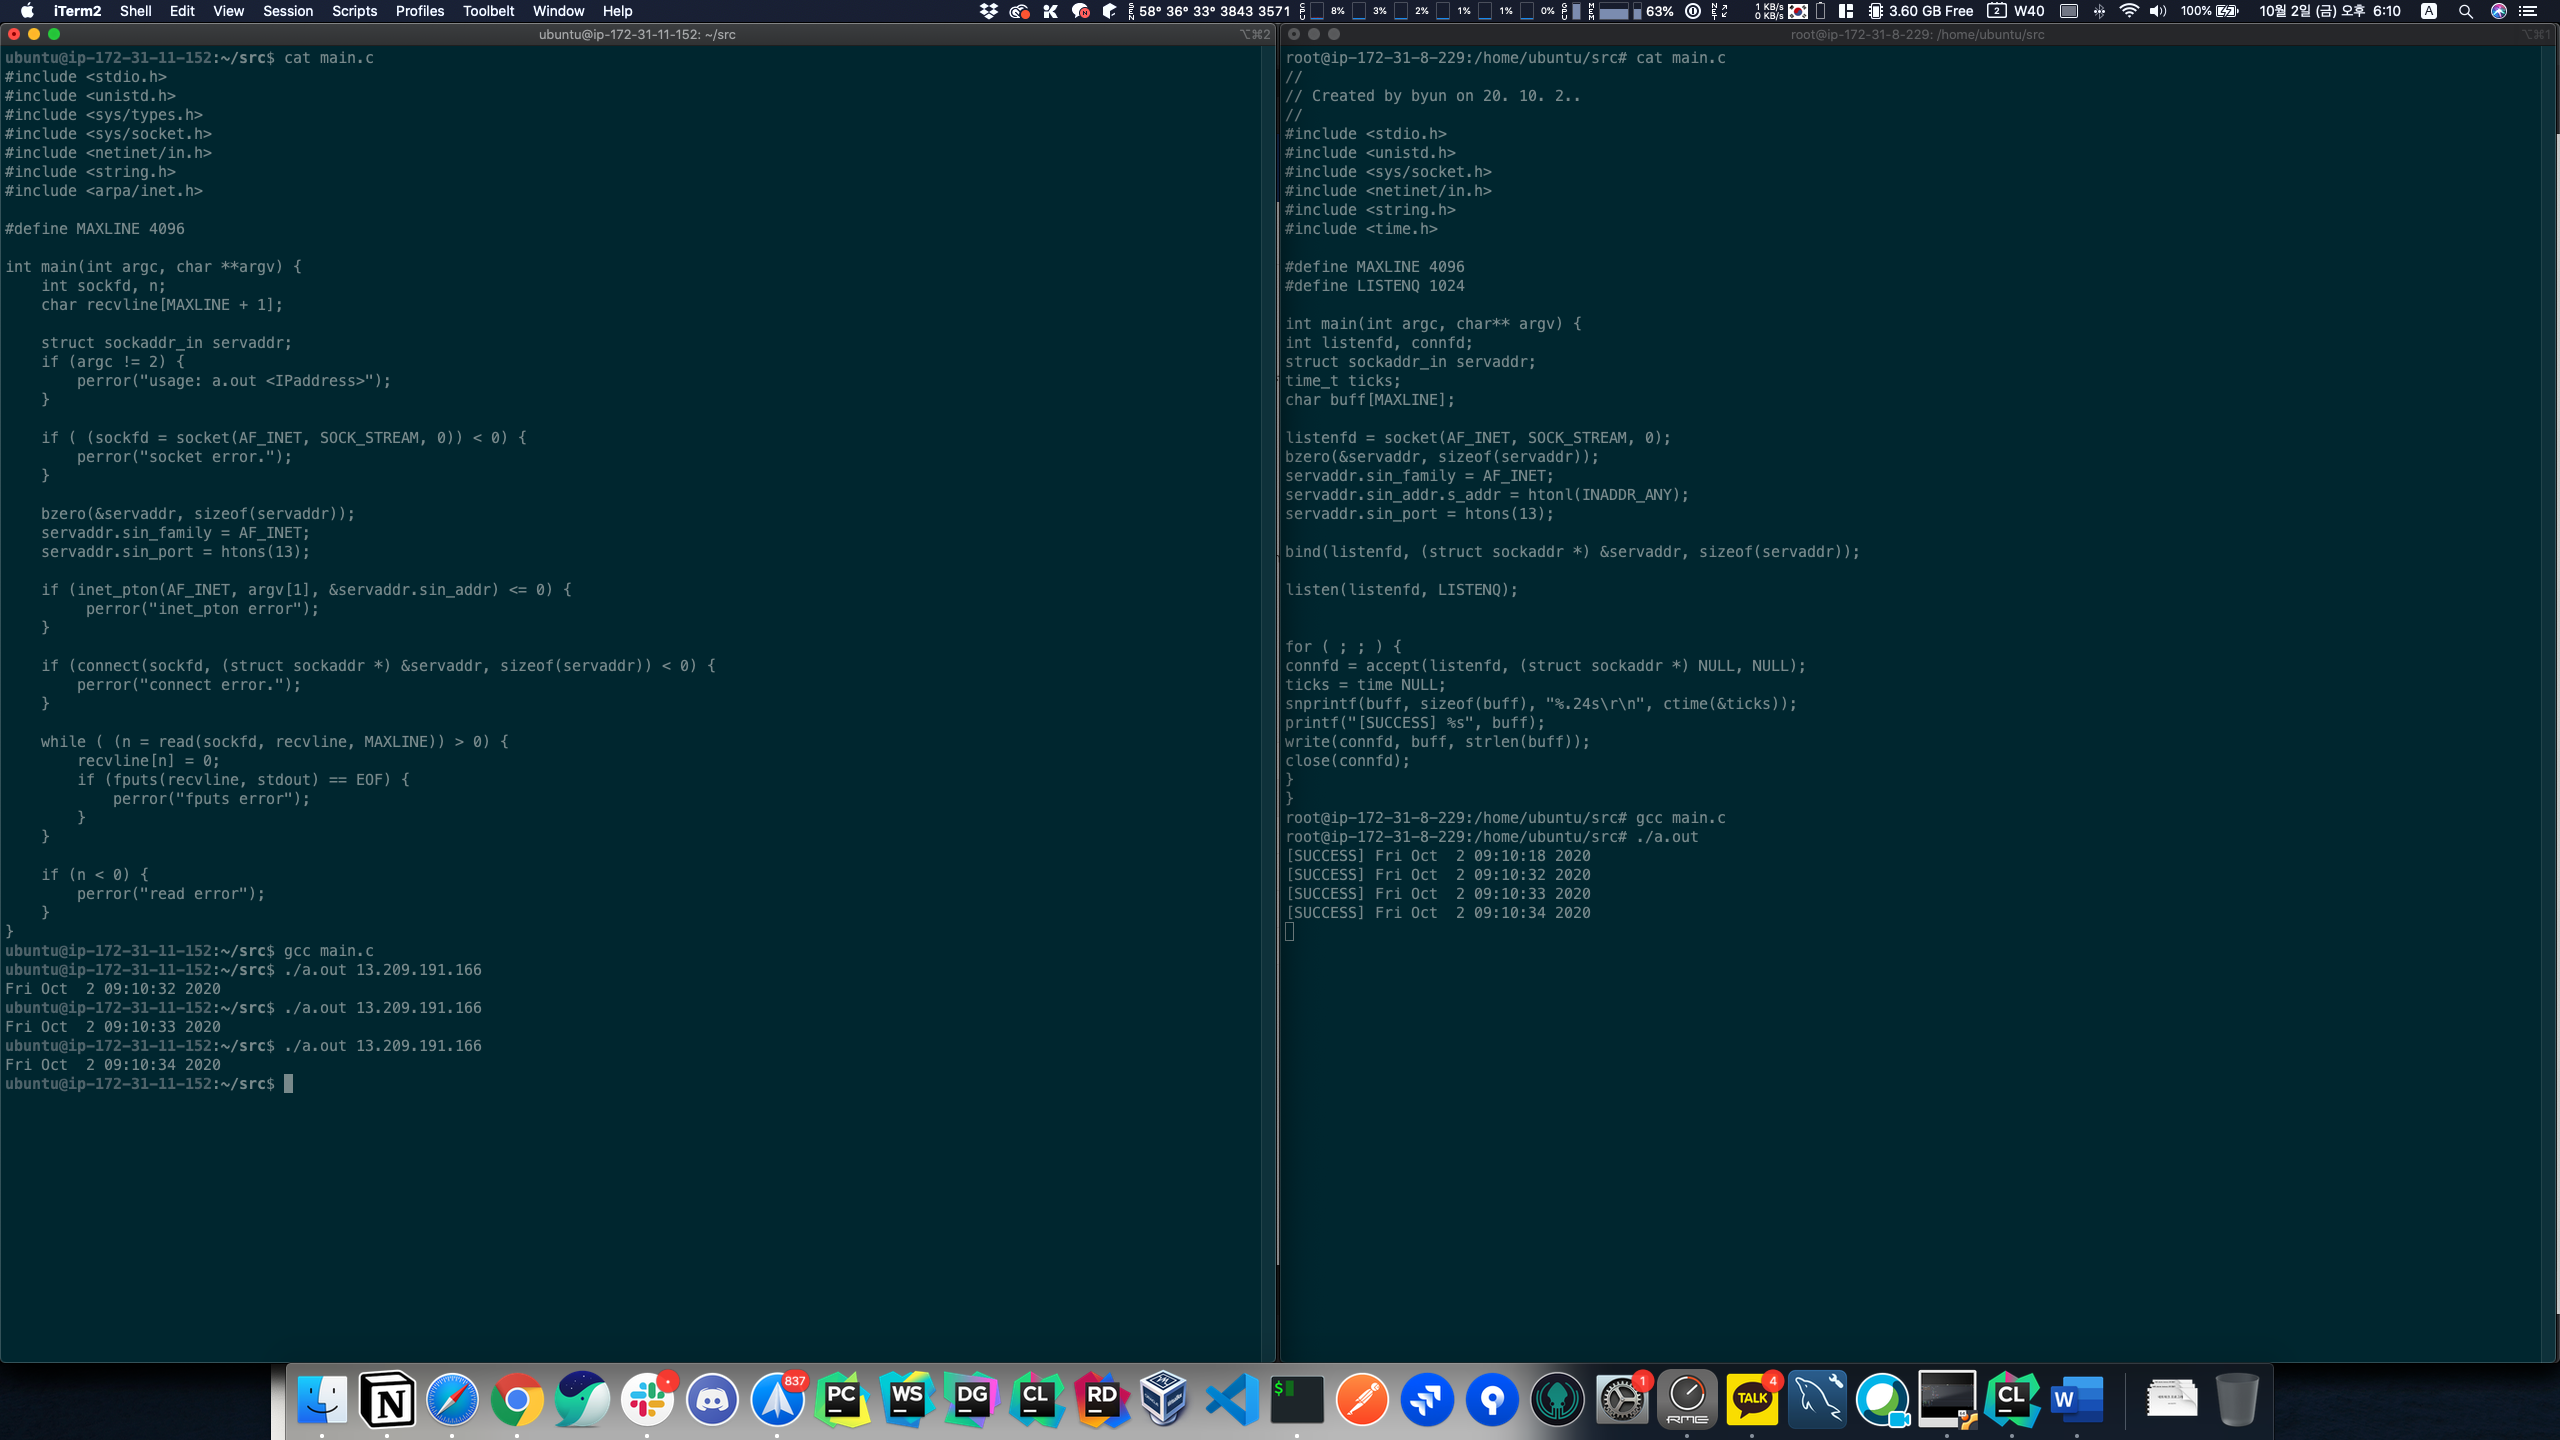 iTerm2 Shell Edit View Session Scripts Profiles Toolbelt Window Help
58° 36° 33° 3843 3571 8% 3% 2% 1% 1% 0% 63% 1 KB/s 0 KB/s 3.60 GB Free 2 W40 100% 10월 2일 (금) 오후 6:10 A
ubuntu@ip-172-31-11-152: ~/src ⌥⌘2
ubuntu@ip-172-31-11-152:~/src$ cat main.c
#include <stdio.h>
#include <unistd.h>
#include <sys/types.h>
#include <sys/socket.h>
#include <netinet/in.h>
#include <string.h>
#include <arpa/inet.h>
#define MAXLINE 4096
int main(int argc, char **argv) {
    int sockfd, n;
    char recvline[MAXLINE + 1];
    struct sockaddr_in servaddr;
    if (argc != 2) {
        perror("usage: a.out <IPaddress>");
    }
    if ( (sockfd = socket(AF_INET, SOCK_STREAM, 0)) < 0) {
        perror("socket error.");
    }
    bzero(&servaddr, sizeof(servaddr));
    servaddr.sin_family = AF_INET;
    servaddr.sin_port = htons(13);
    if (inet_pton(AF_INET, argv[1], &servaddr.sin_addr) <= 0) {
         perror("inet_pton error");
    }
    if (connect(sockfd, (struct sockaddr *) &servaddr, sizeof(servaddr)) < 0) {
        perror("connect error.");
    }
    while ( (n = read(sockfd, recvline, MAXLINE)) > 0) {
        recvline[n] = 0;
        if (fputs(recvline, stdout) == EOF) {
            perror("fputs error");
        }
    }
    if (n < 0) {
        perror("read error");
    }
}
ubuntu@ip-172-31-11-152:~/src$ gcc main.c
ubuntu@ip-172-31-11-152:~/src$ ./a.out 13.209.191.166
Fri Oct  2 09:10:32 2020
ubuntu@ip-172-31-11-152:~/src$ ./a.out 13.209.191.166
Fri Oct  2 09:10:33 2020
ubuntu@ip-172-31-11-152:~/src$ ./a.out 13.209.191.166
Fri Oct  2 09:10:34 2020
ubuntu@ip-172-31-11-152:~/src$
root@ip-172-31-8-229: /home/ubuntu/src ⌥⌘1
root@ip-172-31-8-229:/home/ubuntu/src# cat main.c
//
// Created by byun on 20. 10. 2..
//
#include <stdio.h>
#include <unistd.h>
#include <sys/socket.h>
#include <netinet/in.h>
#include <string.h>
#include <time.h>
#define MAXLINE 4096
#define LISTENQ 1024
int main(int argc, char** argv) {
int listenfd, connfd;
struct sockaddr_in servaddr;
time_t ticks;
char buff[MAXLINE];
listenfd = socket(AF_INET, SOCK_STREAM, 0);
bzero(&servaddr, sizeof(servaddr));
servaddr.sin_family = AF_INET;
servaddr.sin_addr.s_addr = htonl(INADDR_ANY);
servaddr.sin_port = htons(13);
bind(listenfd, (struct sockaddr *) &servaddr, sizeof(servaddr));
listen(listenfd, LISTENQ);
for ( ; ; ) {
connfd = accept(listenfd, (struct sockaddr *) NULL, NULL);
ticks = time NULL;
snprintf(buff, sizeof(buff), "%.24s\r\n", ctime(&ticks));
printf("[SUCCESS] %s", buff);
write(connfd, buff, strlen(buff));
close(connfd);
}
}
root@ip-172-31-8-229:/home/ubuntu/src# gcc main.c
root@ip-172-31-8-229:/home/ubuntu/src# ./a.out
[SUCCESS] Fri Oct  2 09:10:18 2020
[SUCCESS] Fri Oct  2 09:10:32 2020
[SUCCESS] Fri Oct  2 09:10:33 2020
[SUCCESS] Fri Oct  2 09:10:34 2020
837 PC WS DG CL RD $ 1 RME TALK 4 CL W